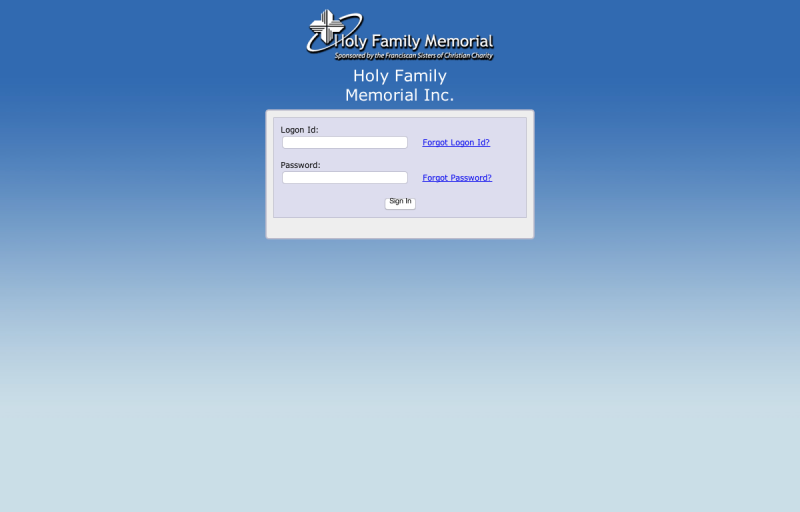 Holy Family Memorial
Sponsored by the Franciscan Sisters of Christian Charity
Holy Family
Memorial Inc.
Logon Id:
Forgot Logon Id?
Password:
Forgot Password?
Sign In